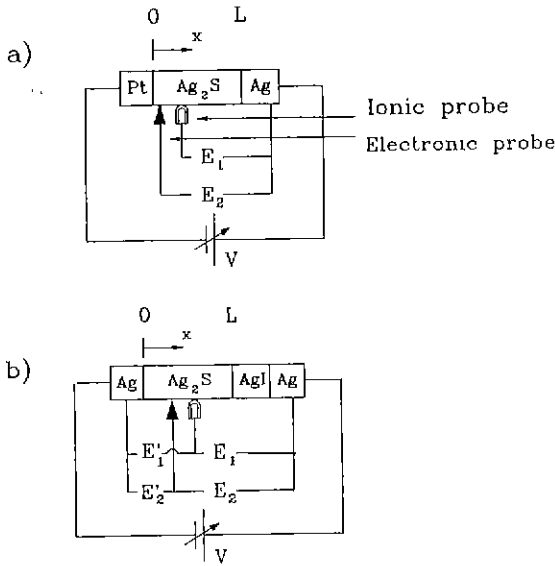 0 L
x
a)
Pt Ag₂S Ag
Ionic probe
Electronic probe
E₁
E₂
V
0 L
x
b)
Ag Ag₂S AgI Ag
E'₁ E₁
E'₂ E₂
V